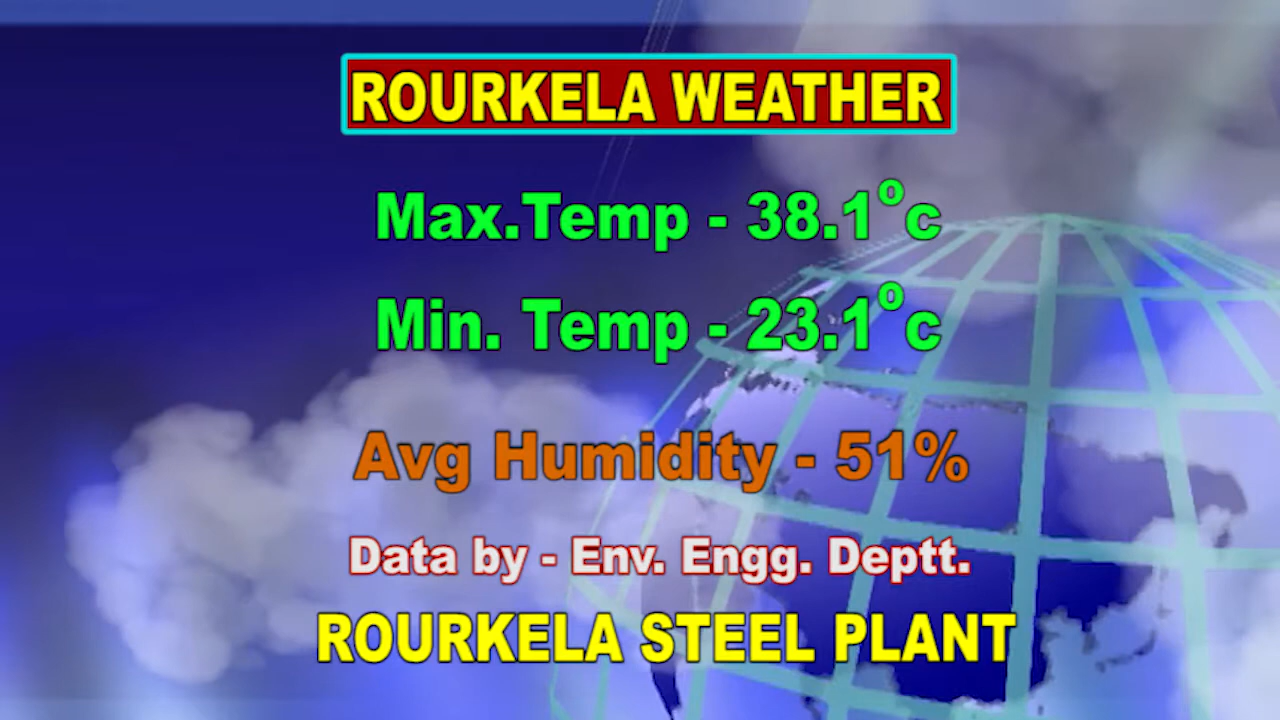 ROURKELA WEATHER
Max.Temp - 38.1°c
Min. Temp - 23.1°c
Avg Humidity - 51%
Data by - Env. Engg. Deptt.
ROURKELA STEEL PLANT